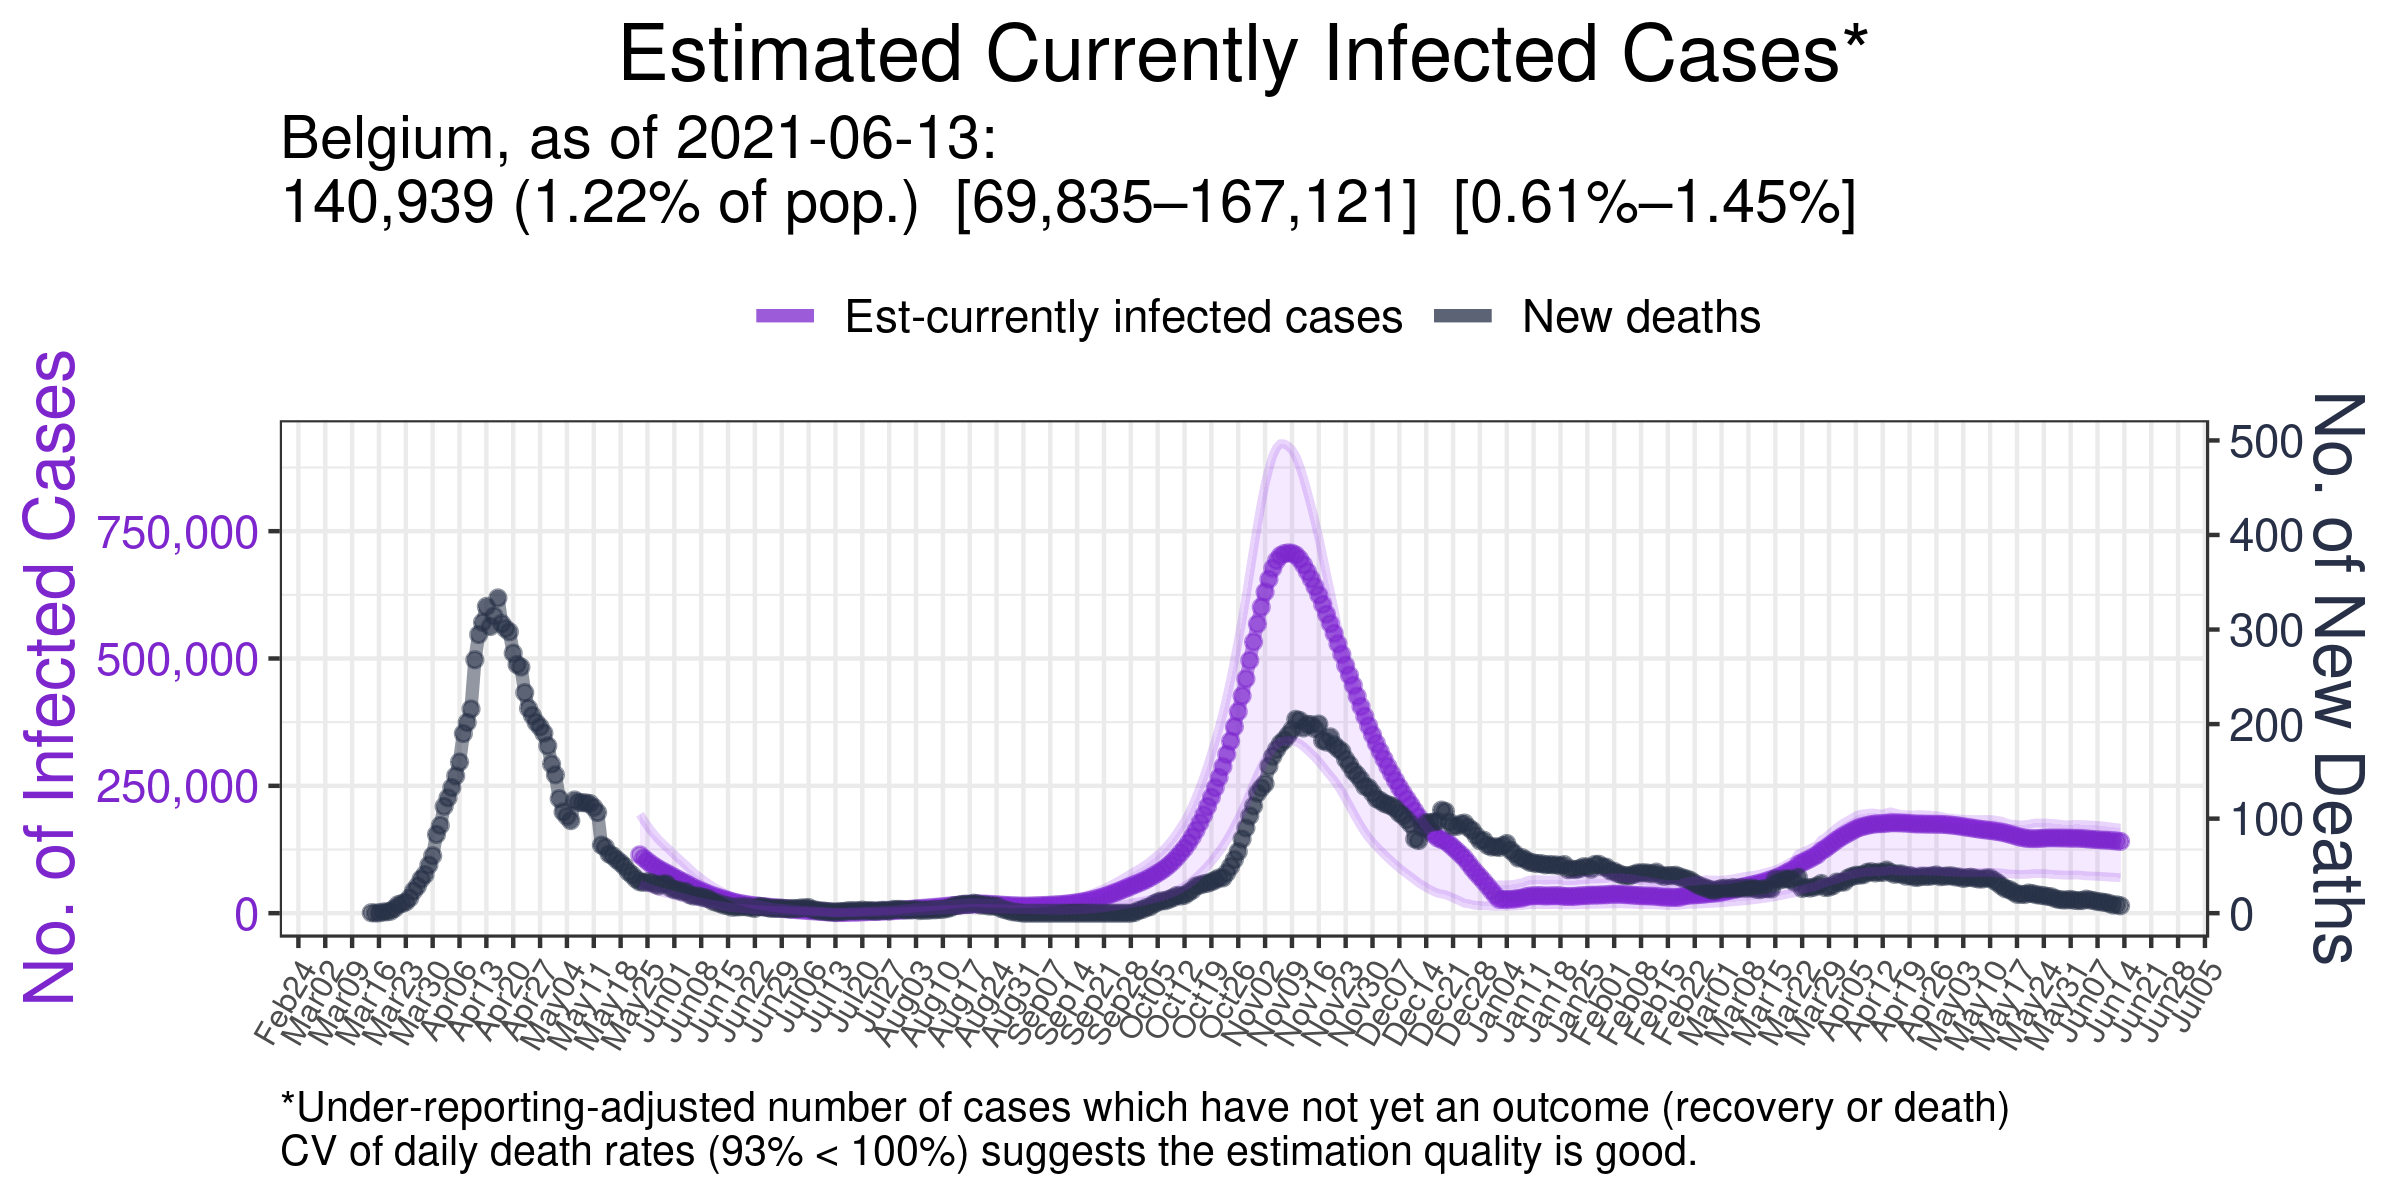 Estimated Currently Infected Cases*
Belgium, as of 2021-06-13:
140,939 (1.22% of pop.)  [69,835–167,121]  [0.61%–1.45%]
Est-currently infected cases
New deaths
No. of Infected Cases
750,000
500,000
250,000
0
500
400
300
200
100
0
No. of New Deaths
Feb24
Mar02
Mar09
Mar16
Mar23
Mar30
Apr06
Apr13
Apr20
Apr27
May04
May11
May18
May25
Jun01
Jun08
Jun15
Jun22
Jun29
Jul06
Jul13
Jul20
Jul27
Aug03
Aug10
Aug17
Aug24
Aug31
Sep07
Sep14
Sep21
Sep28
Oct05
Oct12
Oct19
Oct26
Nov02
Nov09
Nov16
Nov23
Nov30
Dec07
Dec14
Dec21
Dec28
Jan04
Jan11
Jan18
Jan25
Feb01
Feb08
Feb15
Feb22
Mar01
Mar08
Mar15
Mar22
Mar29
Apr05
Apr12
Apr19
Apr26
May03
May10
May17
May24
May31
Jun07
Jun14
Jun21
Jun28
Jul05
*Under-reporting-adjusted number of cases which have not yet an outcome (recovery or death)
CV of daily death rates (93% < 100%) suggests the estimation quality is good.